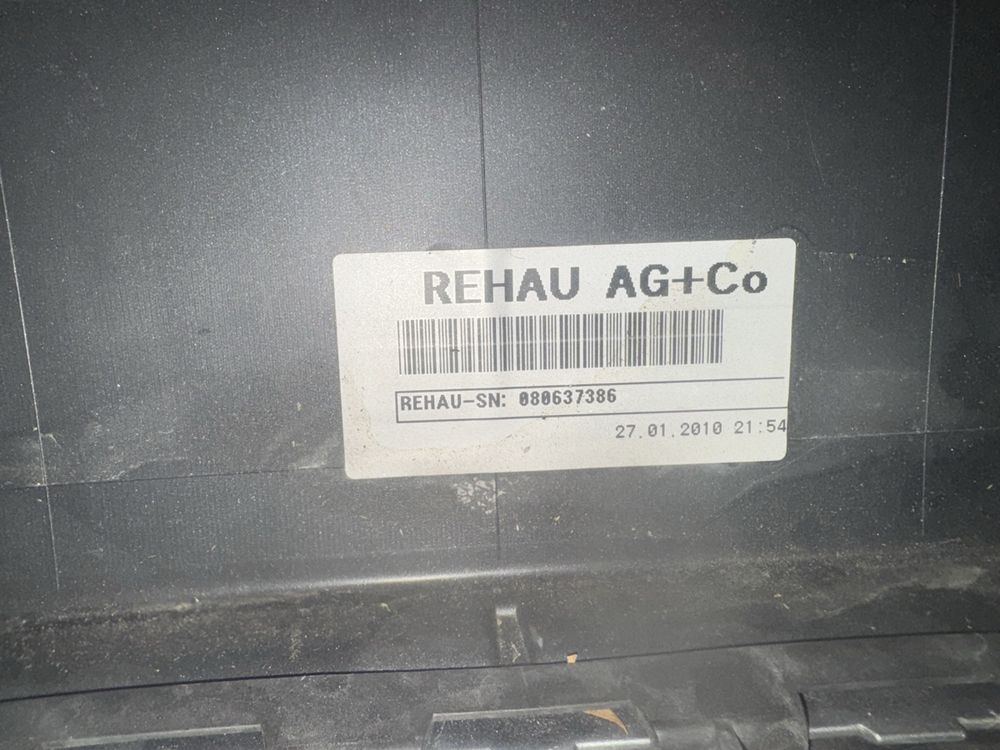 REHAU AG+Co
REHAU-SN: 080637386
27.01.2010 21:54